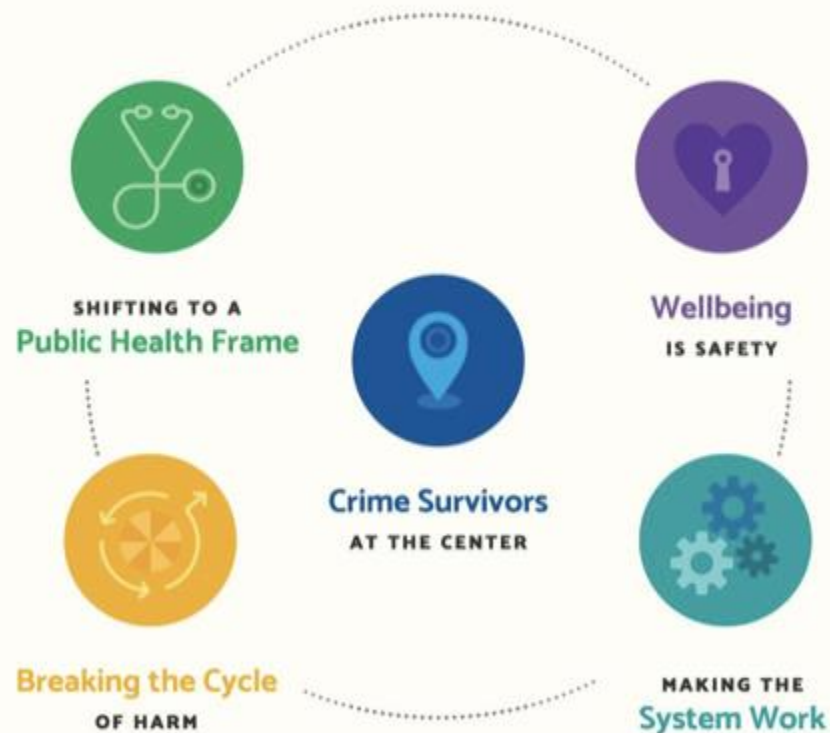 SHIFTING TO A
Public Health Frame
Wellbeing
IS SAFETY
Crime Survivors
AT THE CENTER
Breaking the Cycle
OF HARM
MAKING THE
System Work